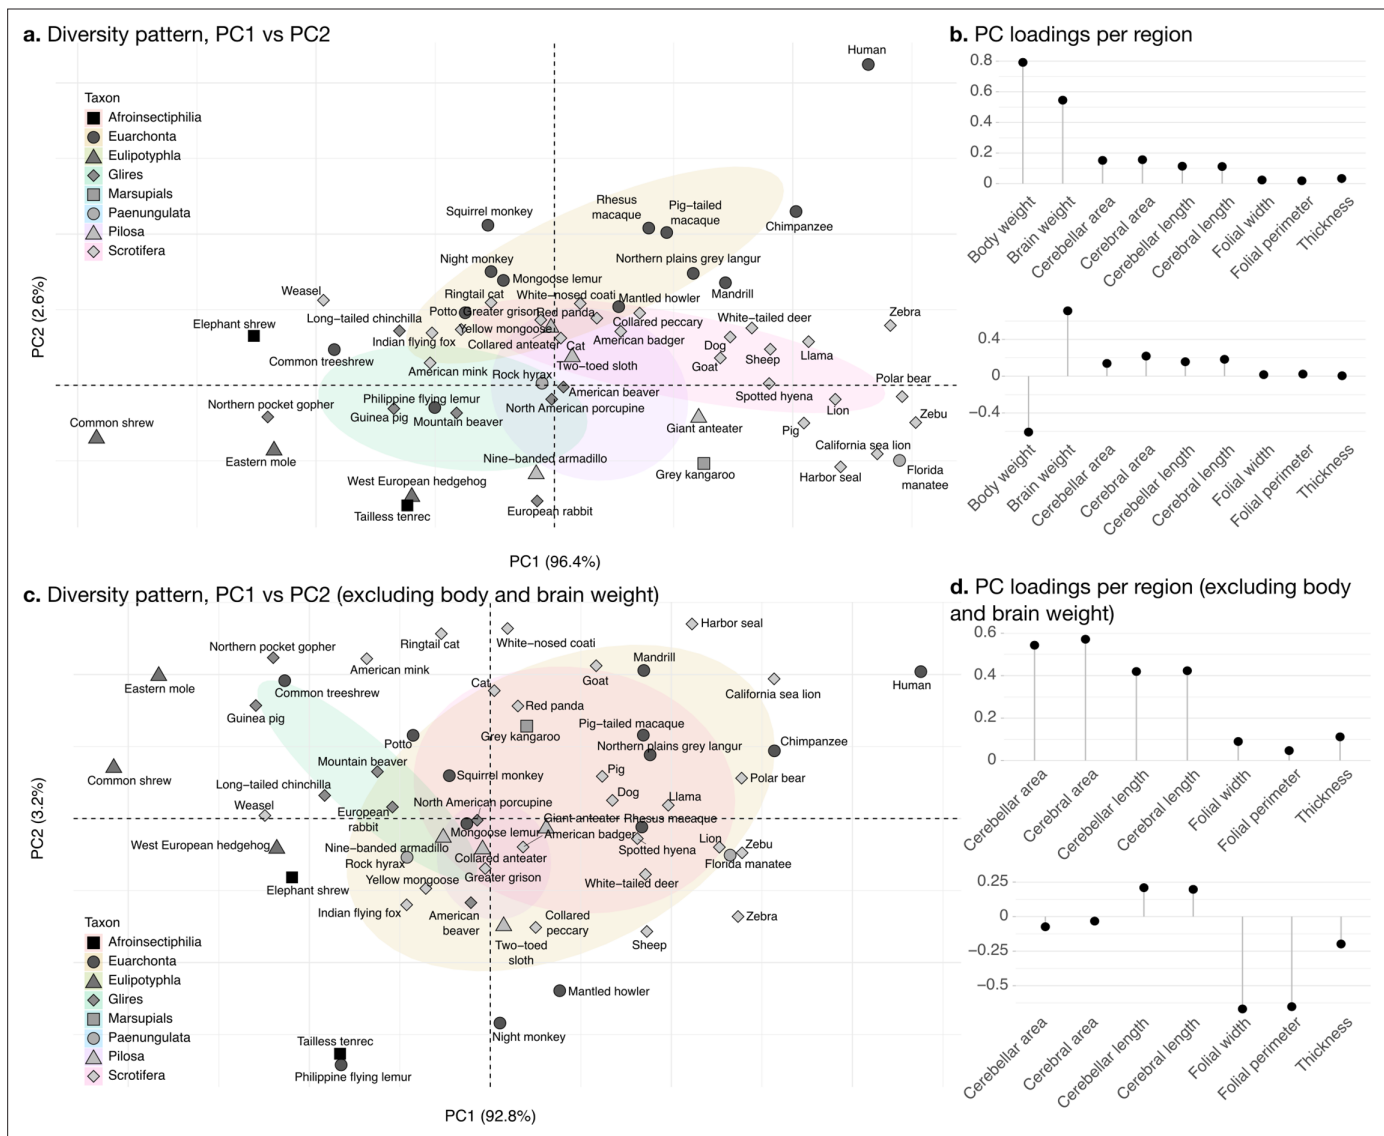 a. Diversity pattern, PC1 vs PC2
Taxon
Afroinsectiphilia
Euarchonta
Eulipotyphla
Glires
Marsupials
Paenungulata
Pilosa
Scrotifera
Human
Squirrel monkey
Rhesus
macaque
Pig−tailed
macaque
Chimpanzee
Night monkey
Mongoose lemur
Northern plains grey langur
Mandrill
Weasel
Ringtail cat
White−nosed coati
Mantled howler
Zebra
Elephant shrew
Long−tailed chinchilla
Potto
Greater grison
Red panda
Collared peccary
White−tailed deer
Indian flying fox
Yellow mongoose
American badger
Common treeshrew
Collared anteater
Cat
Dog
Sheep
Llama
American mink
Rock hyrax
Two−toed sloth
Goat
Polar bear
Northern pocket gopher
Philippine flying lemur
American beaver
Spotted hyena
Guinea pig
Mountain beaver
North American porcupine
Lion
Zebu
Common shrew
Giant anteater
Pig
Eastern mole
Nine−banded armadillo
California sea lion
West European hedgehog
Grey kangaroo
Harbor seal
Florida
manatee
Tailless tenrec
European rabbit
PC2 (2.6%)
PC1 (96.4%)
b. PC loadings per region
0.8
0.6
0.4
0.2
0
Body weight
Brain weight
Cerebellar area
Cerebral area
Cerebellar length
Cerebral length
Folial width
Folial perimeter
Thickness
0.4
0
−0.4
Body weight
Brain weight
Cerebellar area
Cerebral area
Cerebellar length
Cerebral length
Folial width
Folial perimeter
Thickness
c. Diversity pattern, PC1 vs PC2 (excluding body and brain weight)
Harbor seal
Ringtail cat
White−nosed coati
Northern pocket gopher
American mink
Mandrill
Eastern mole
Common treeshrew
Cat
Goat
California sea lion
Human
Guinea pig
Red panda
Potto
Grey kangaroo
Pig−tailed macaque
Northern plains grey langur
Chimpanzee
Mountain beaver
Common shrew
Long−tailed chinchilla
Squirrel monkey
Pig
Polar bear
Weasel
European
rabbit
North American porcupine
Dog
Llama
Giant anteater
Rhesus macaque
West European hedgehog
Nine−banded armadillo
Mongoose lemur
American badger
Lion
Zebu
Rock hyrax
Collared anteater
Spotted hyena
Florida manatee
Elephant shrew
Yellow mongoose
Greater grison
White−tailed deer
Indian flying fox
American
beaver
Collared
peccary
Zebra
Two−toed
sloth
Sheep
Mantled howler
Night monkey
Tailless tenrec
Philippine flying lemur
Taxon
Afroinsectiphilia
Euarchonta
Eulipotyphla
Glires
Marsupials
Paenungulata
Pilosa
Scrotifera
PC2 (3.2%)
PC1 (92.8%)
d. PC loadings per region (excluding body
and brain weight)
0.6
0.4
0.2
0
Cerebellar area
Cerebral area
Cerebellar length
Cerebral length
Folial width
Folial perimeter
Thickness
0.25
0
−0.25
−0.5
Cerebellar area
Cerebral area
Cerebellar length
Cerebral length
Folial width
Folial perimeter
Thickness